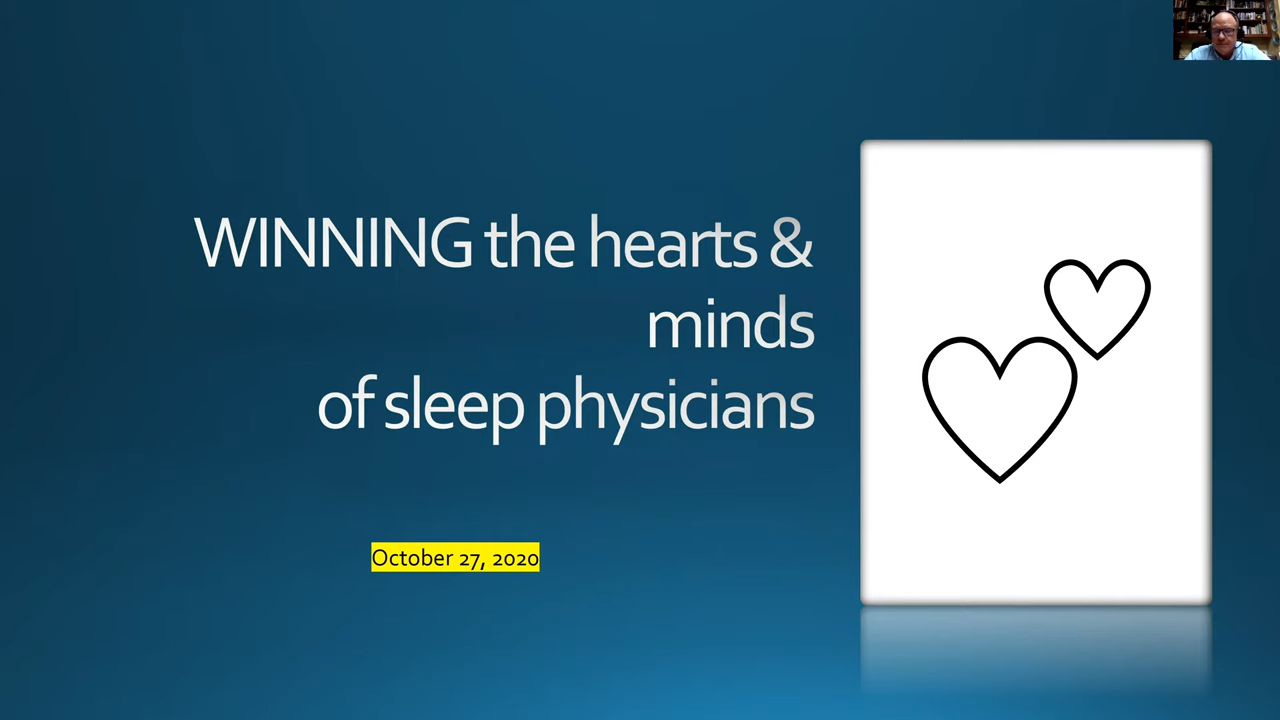 WINNING the hearts &
minds
of sleep physicians
October 27, 2020